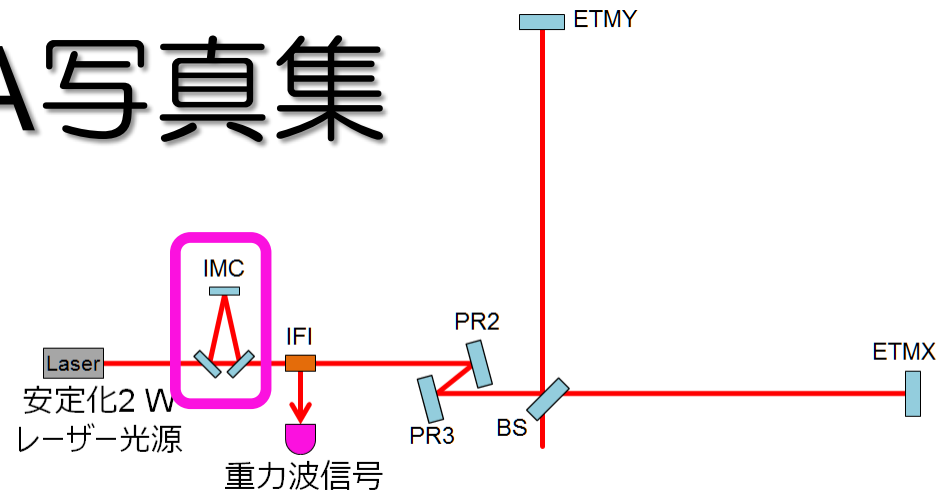 ETMY
A写真集
IMC
IFI
PR2
ETMX
Laser
安定化2 W
レーザー光源
PR3
BS
重力波信号